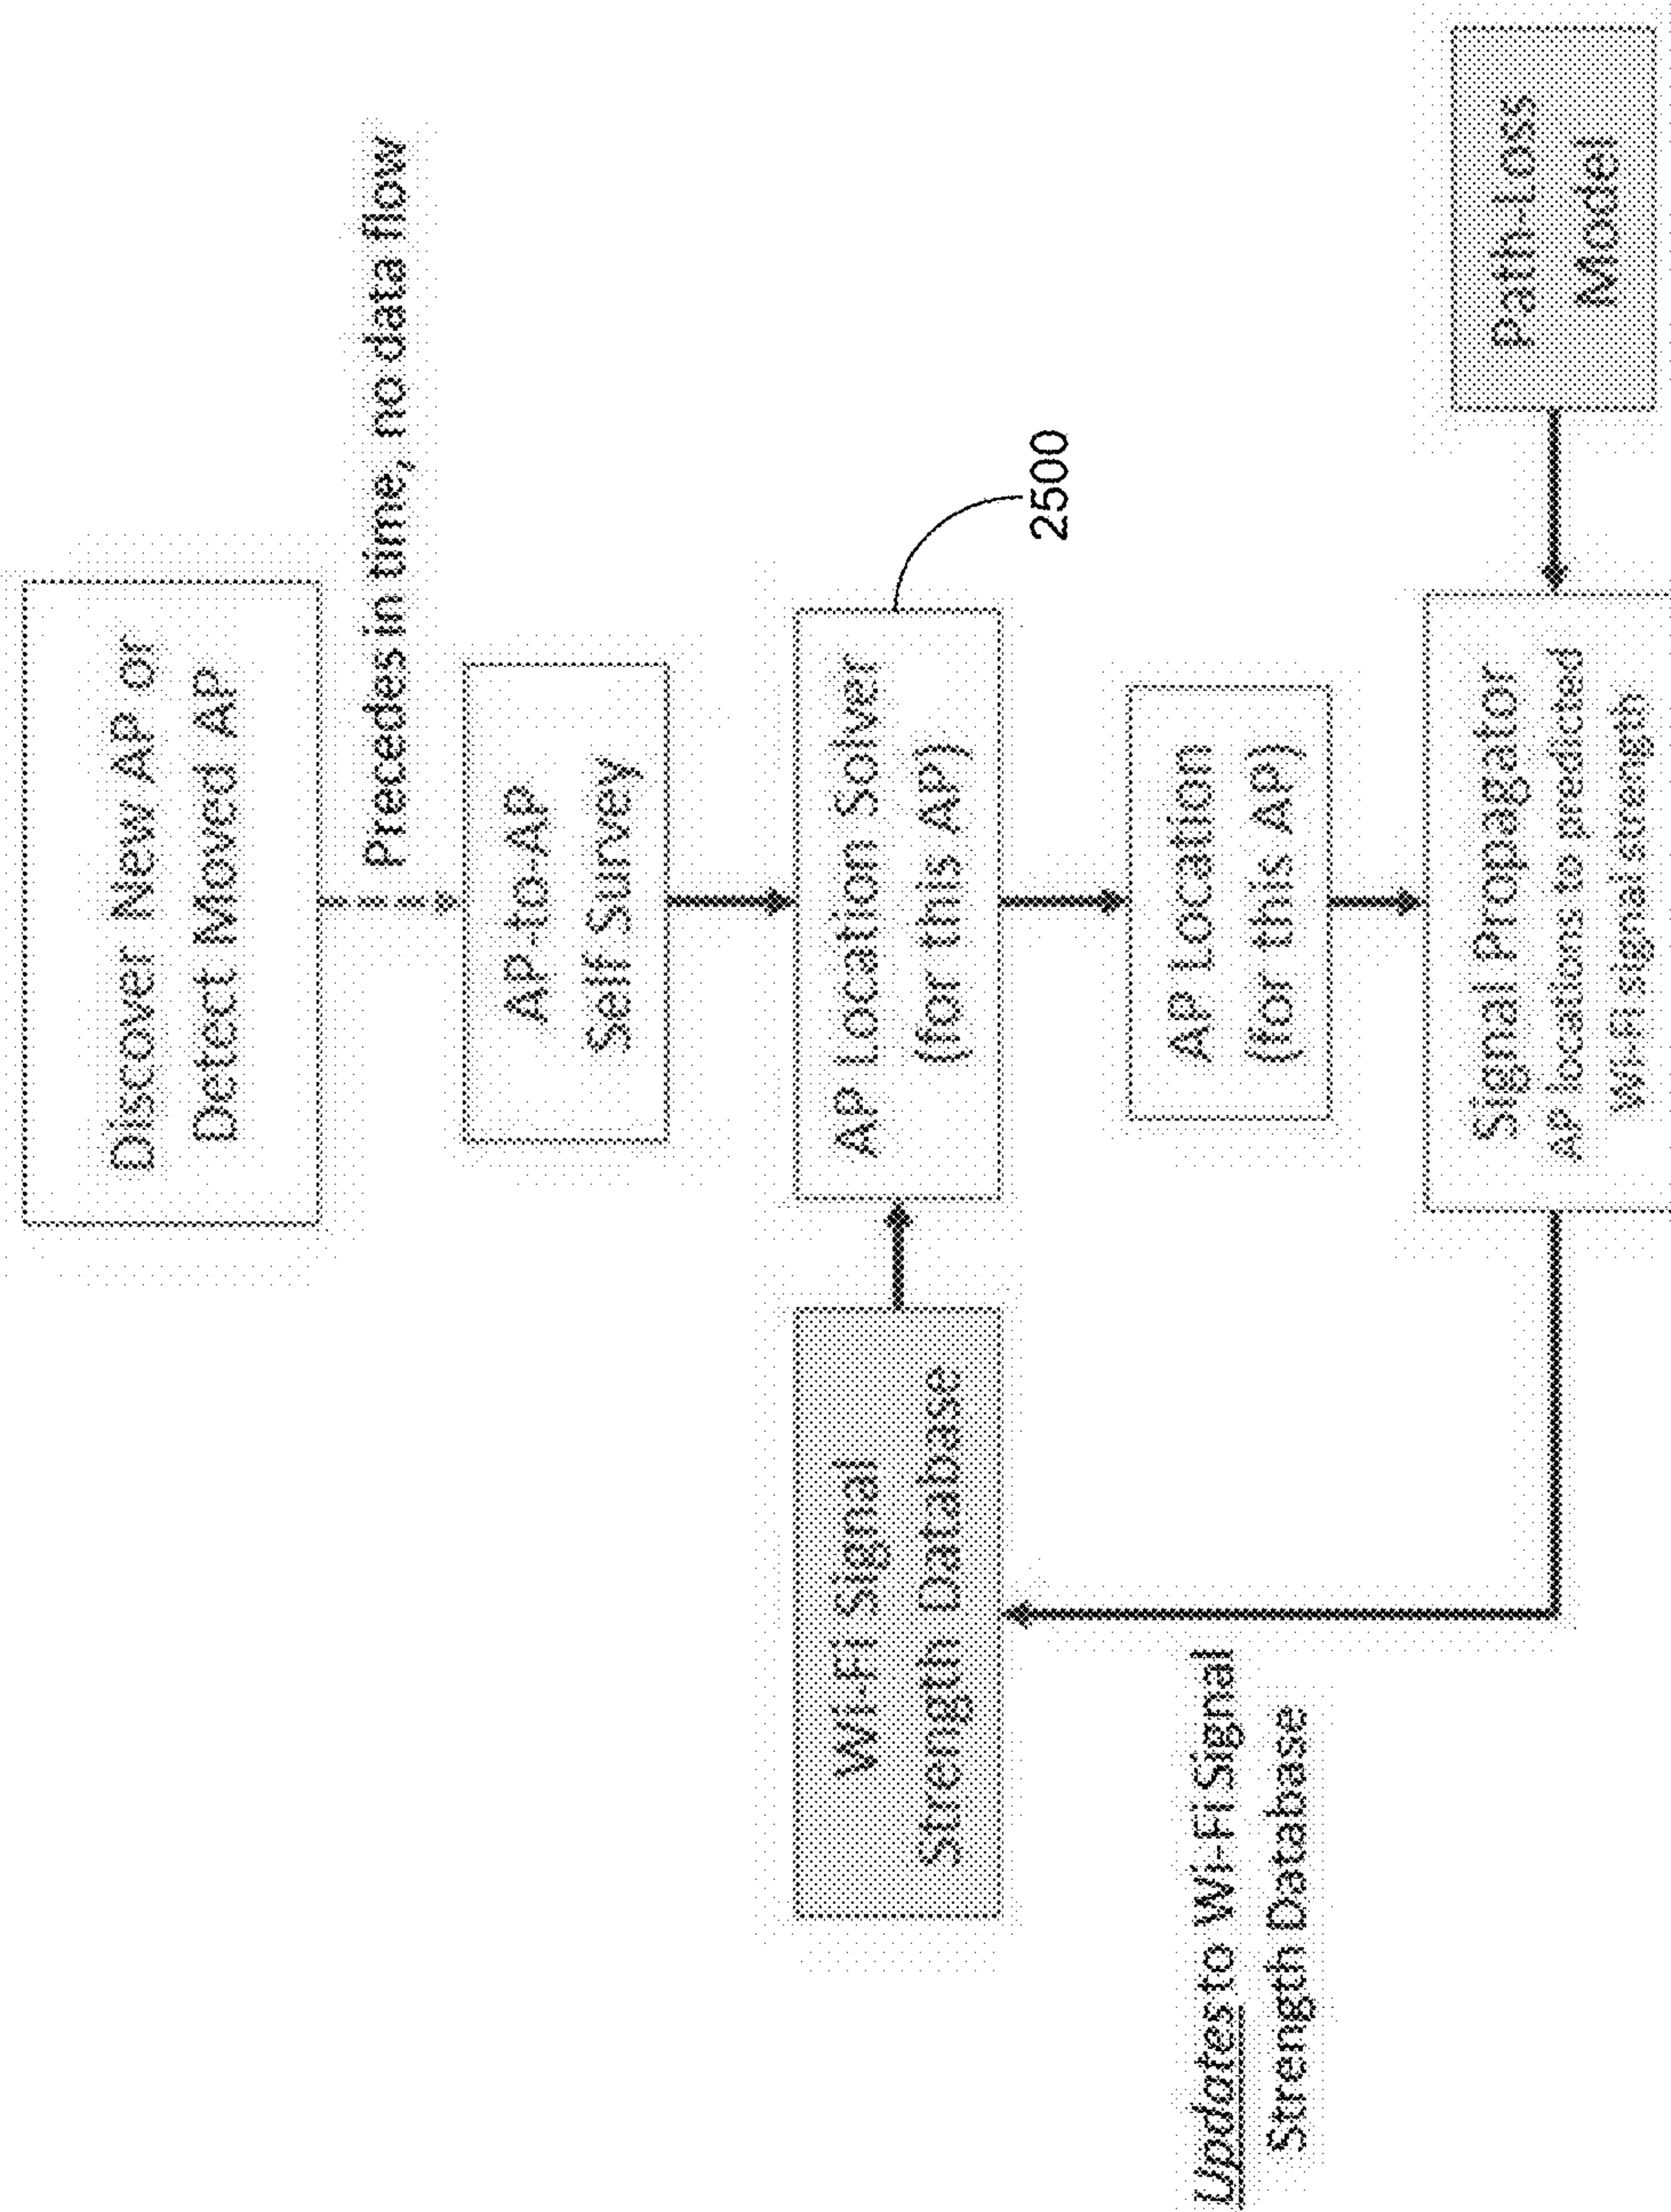 Discover New AP or
Detect Moved AP
Precedes in time, no data flow
AP-to-AP
Self Survey
Wi-Fi Signal
Strength Database
AP Location Solver
(for this AP)
2500
AP Location
(for this AP)
Updates to Wi-Fi Signal
Strength Database
Signal Propagator
AP locations to predicted
Wi-Fi signal strength
Path-Loss
Model